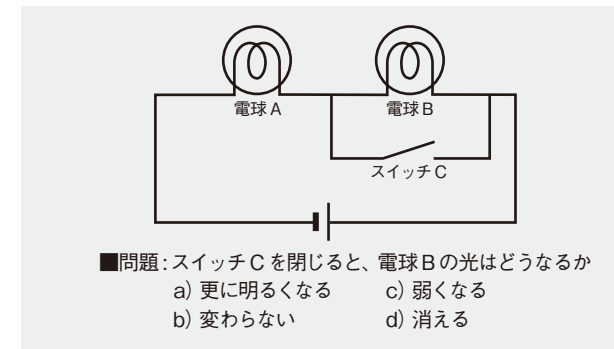 電球A 電球B
スイッチC
■問題:スイッチCを閉じると、電球Bの光はどうなるか
a) 更に明るくなる c) 弱くなる
b) 変わらない d) 消える